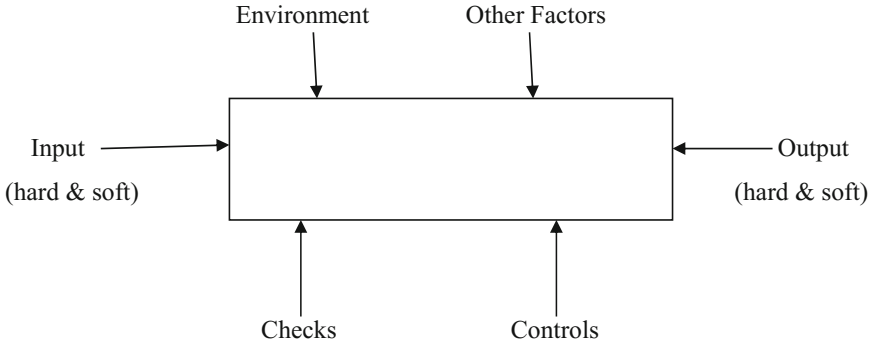 Environment
Other Factors
Input
(hard & soft)
Output
(hard & soft)
Checks
Controls